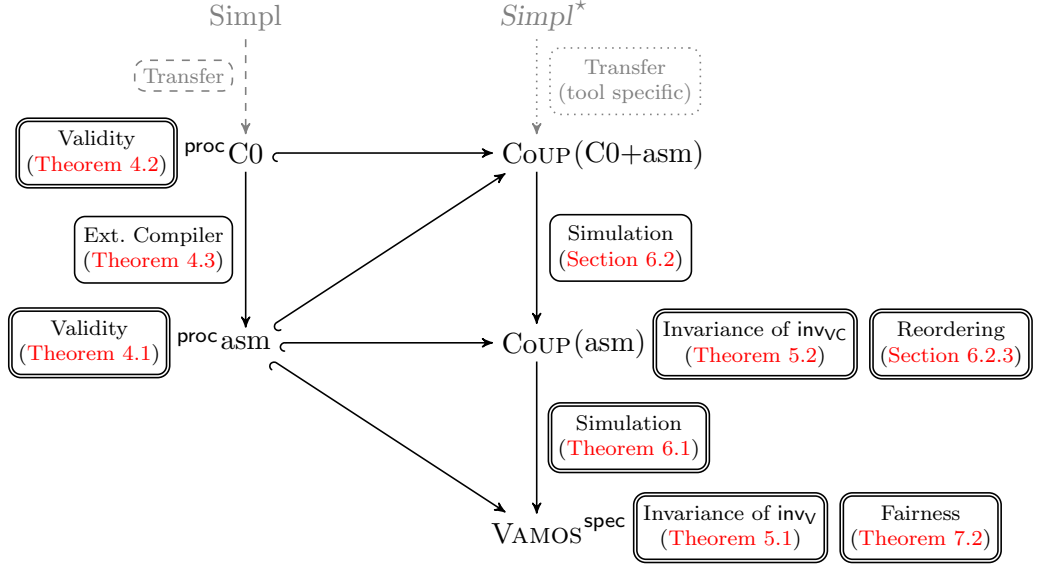 Simpl Simpl⋆
Transfer
Transfer
(tool specific)
Validity
(Theorem 4.2)
procC0
CoUP(C0+asm)
Ext. Compiler
(Theorem 4.3)
Simulation
(Section 6.2)
Validity
(Theorem 4.1)
procasm
CoUP(asm)
Invariance of invVC
(Theorem 5.2)
Reordering
(Section 6.2.3)
Simulation
(Theorem 6.1)
VAMOSspec
Invariance of invV
(Theorem 5.1)
Fairness
(Theorem 7.2)